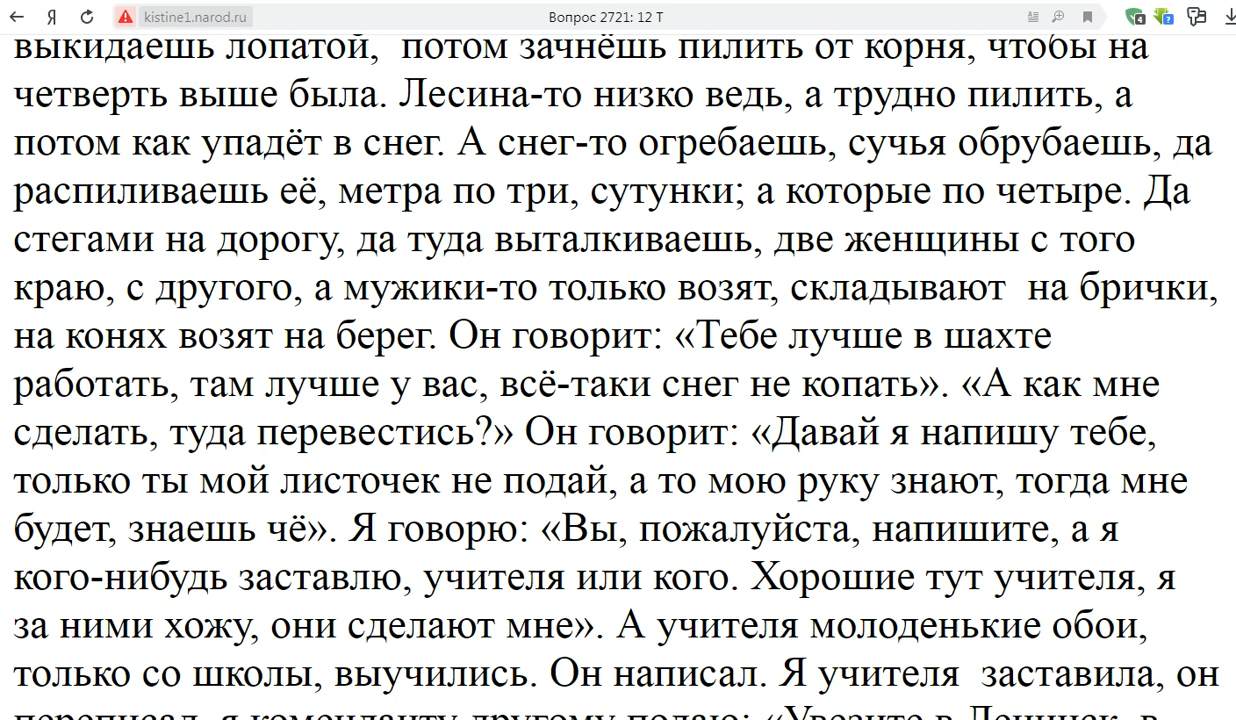 kistine1.narod.ru
Вопрос 2721: 12 Т
выкидаешь лопатой, потом зачнёшь пилить от корня, чтобы на
четверть выше была. Лесина-то низко ведь, а трудно пилить, а
потом как упадёт в снег. А снег-то огребаешь, сучья обрубаешь, да
распиливаешь её, метра по три, сутунки; а которые по четыре. Да
стегами на дорогу, да туда выталкиваешь, две женщины с того
краю, с другого, а мужики-то только возят, складывают на брички,
на конях возят на берег. Он говорит: «Тебе лучше в шахте
работать, там лучше у вас, всё-таки снег не копать». «А как мне
сделать, туда перевестись?» Он говорит: «Давай я напишу тебе,
только ты мой листочек не подай, а то мою руку знают, тогда мне
будет, знаешь чё». Я говорю: «Вы, пожалуйста, напишите, а я
кого-нибудь заставлю, учителя или кого. Хорошие тут учителя, я
за ними хожу, они сделают мне». А учителя молоденькие обои,
только со школы, выучились. Он написал. Я учителя заставила, он
переписал, я коменданту другому подаю: «Увезите в Ленинск, в